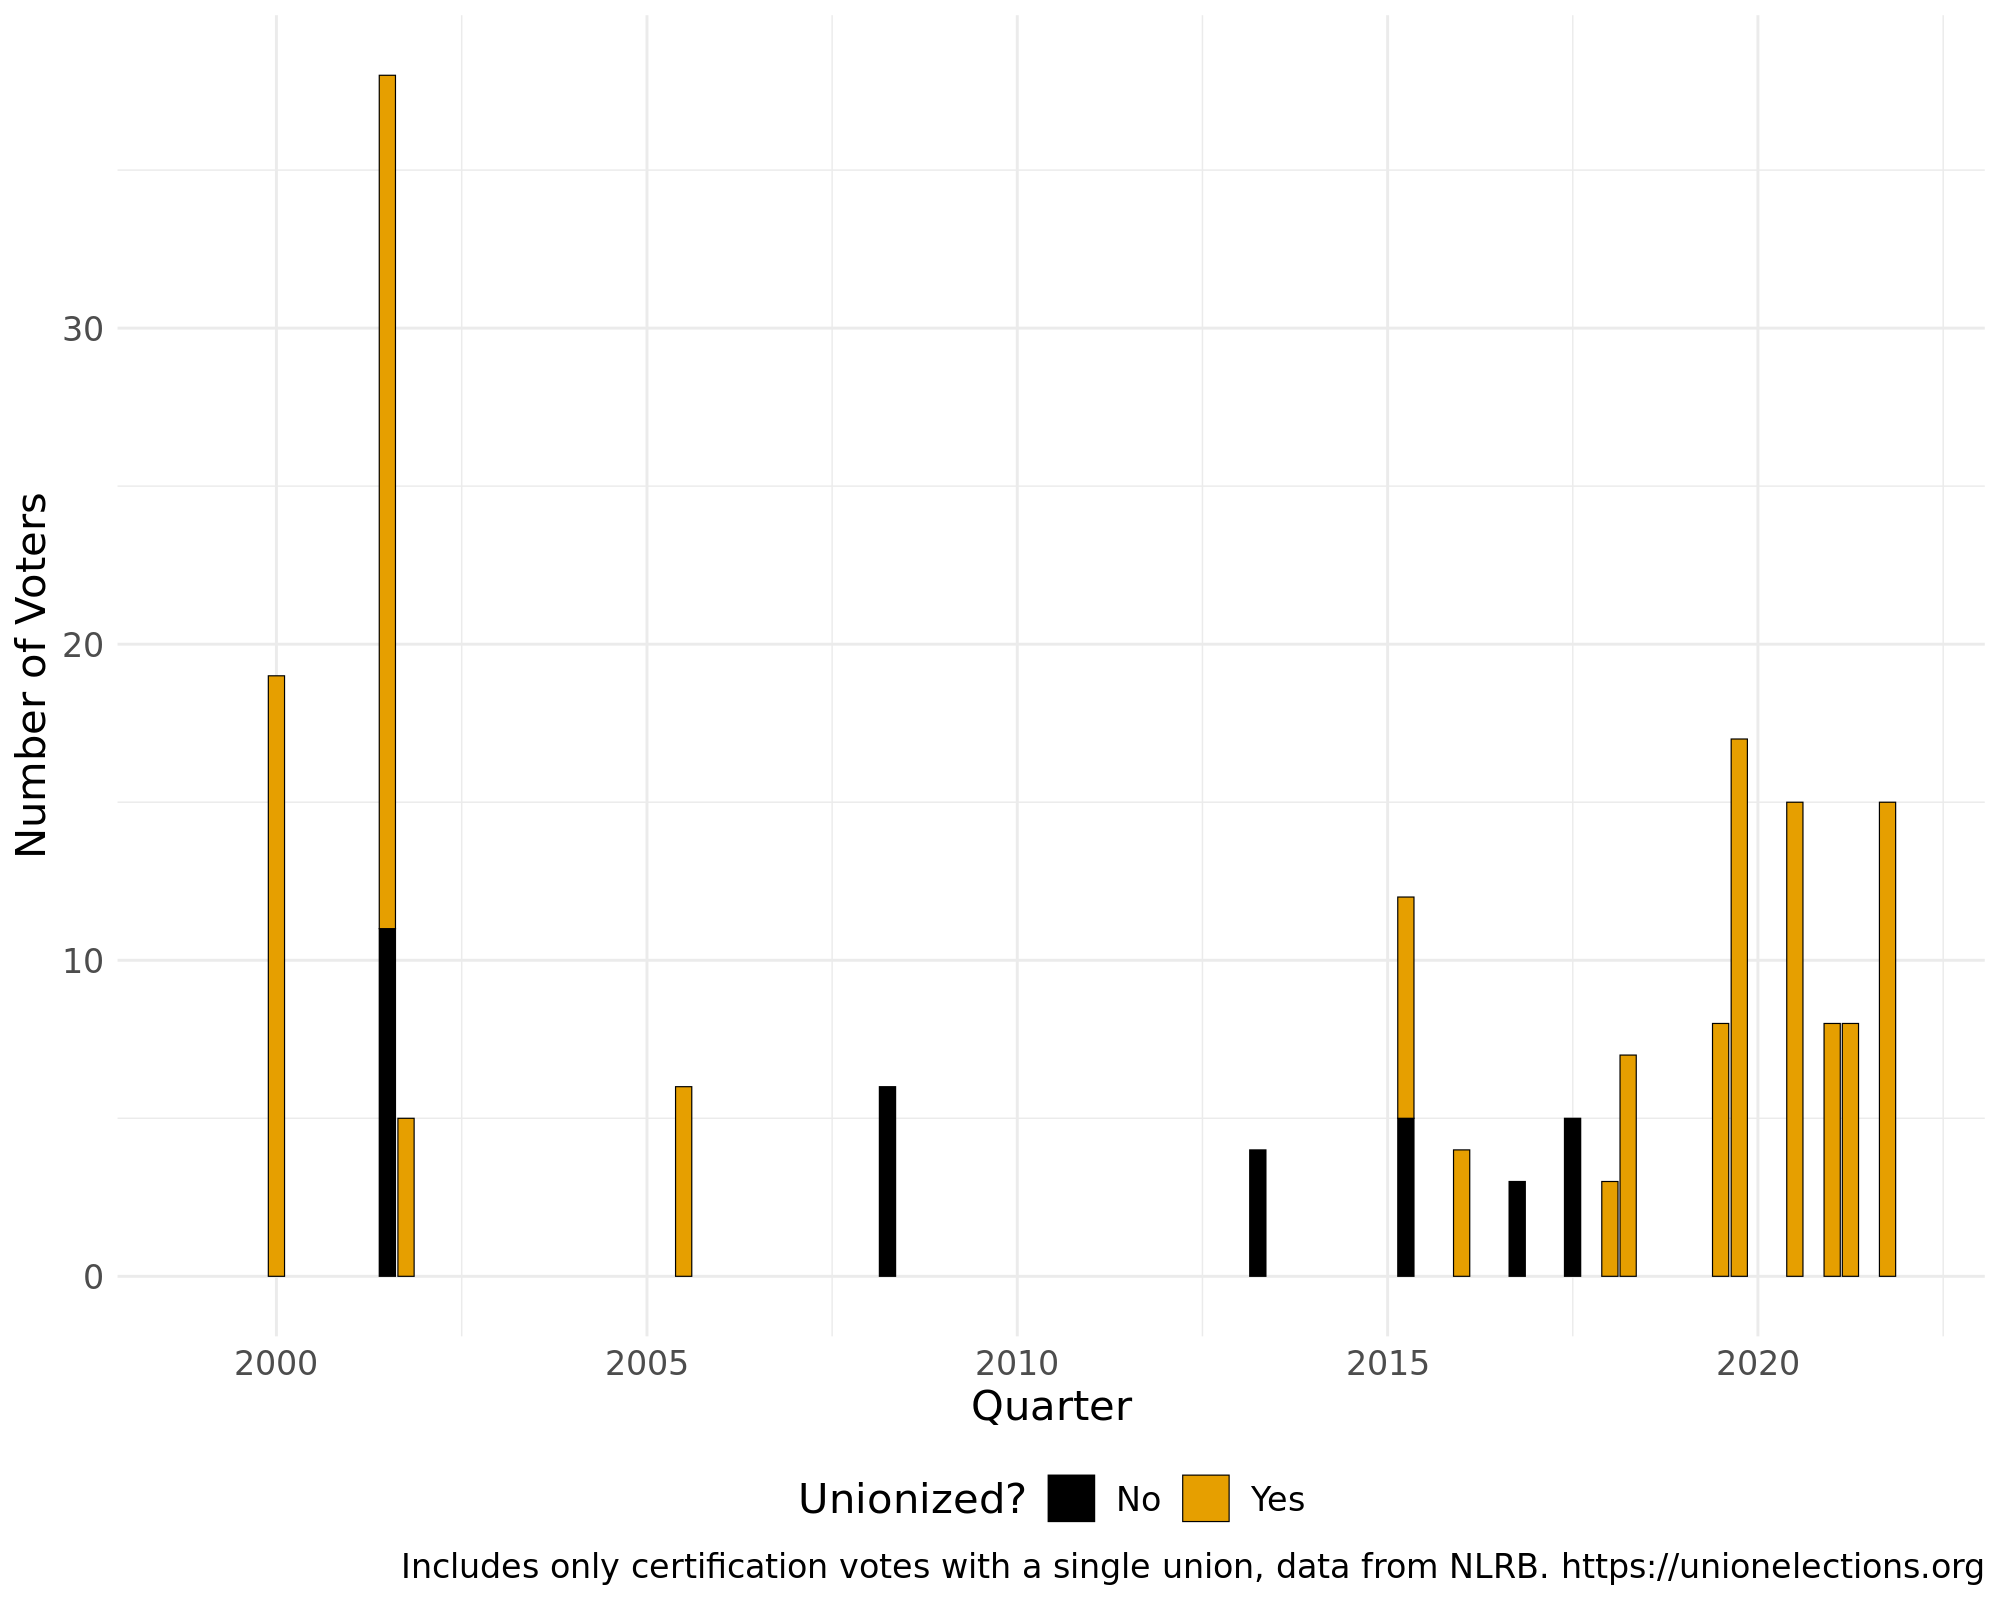 Number of Voters
30
20
10
0
2000 2005 2010 2015 2020
Quarter
Unionized? No Yes
Includes only certification votes with a single union, data from NLRB. https://unionelections.org